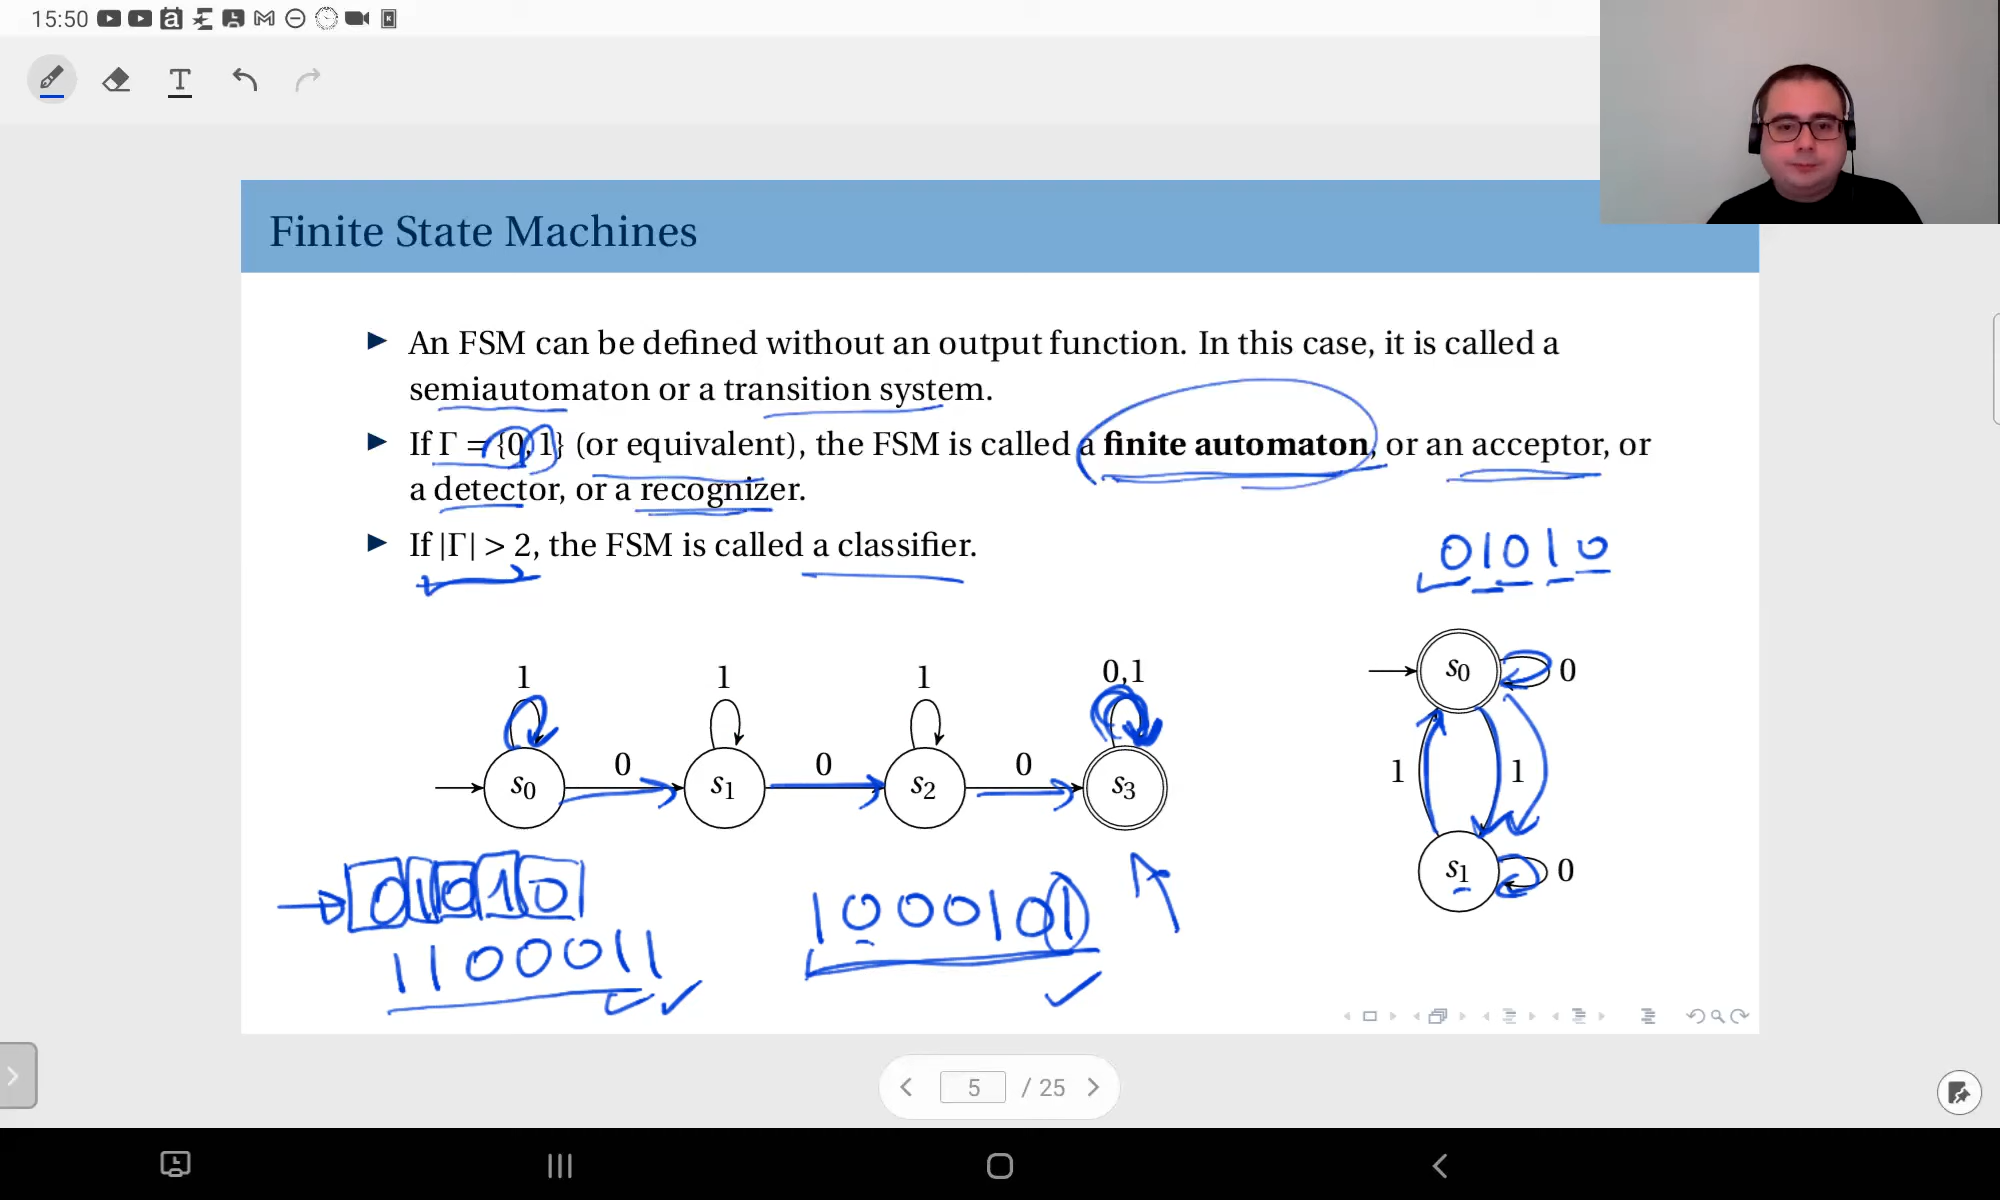 15:50
T
Finite State Machines
An FSM can be defined without an output function. In this case, it is called a
semiautomaton or a transition system.
If Γ = {0,1} (or equivalent), the FSM is called a finite automaton, or an acceptor, or
a detector, or a recognizer.
If |Γ| > 2, the FSM is called a classifier.
01010
1 1 1 0,1
s0 0 s1 0 s2 0 s3
s0 0
1 1
s1 0
01010
1100011
1000101
5 / 25